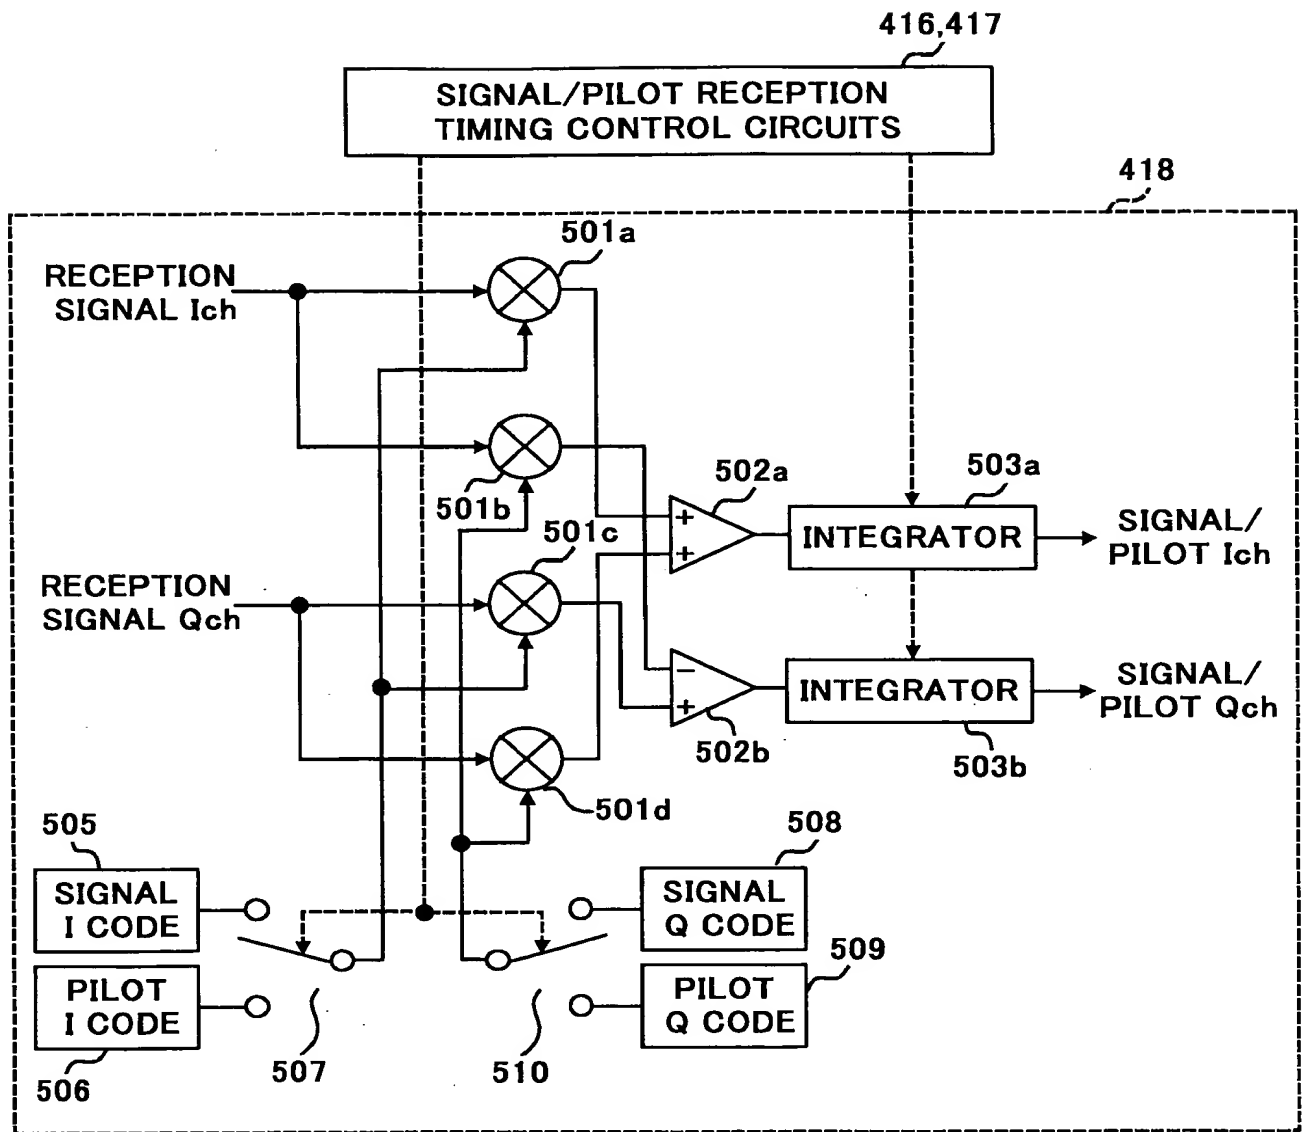 416,417
SIGNAL/PILOT RECEPTION
TIMING CONTROL CIRCUITS
418
501a
RECEPTION
SIGNAL Ich
501b
502a
503a
501c
+
+
INTEGRATOR
SIGNAL/
PILOT Ich
RECEPTION
SIGNAL Qch
−
+
INTEGRATOR
SIGNAL/
PILOT Qch
502b
503b
501d
505
508
SIGNAL
I CODE
SIGNAL
Q CODE
509
PILOT
I CODE
PILOT
Q CODE
506
507
510